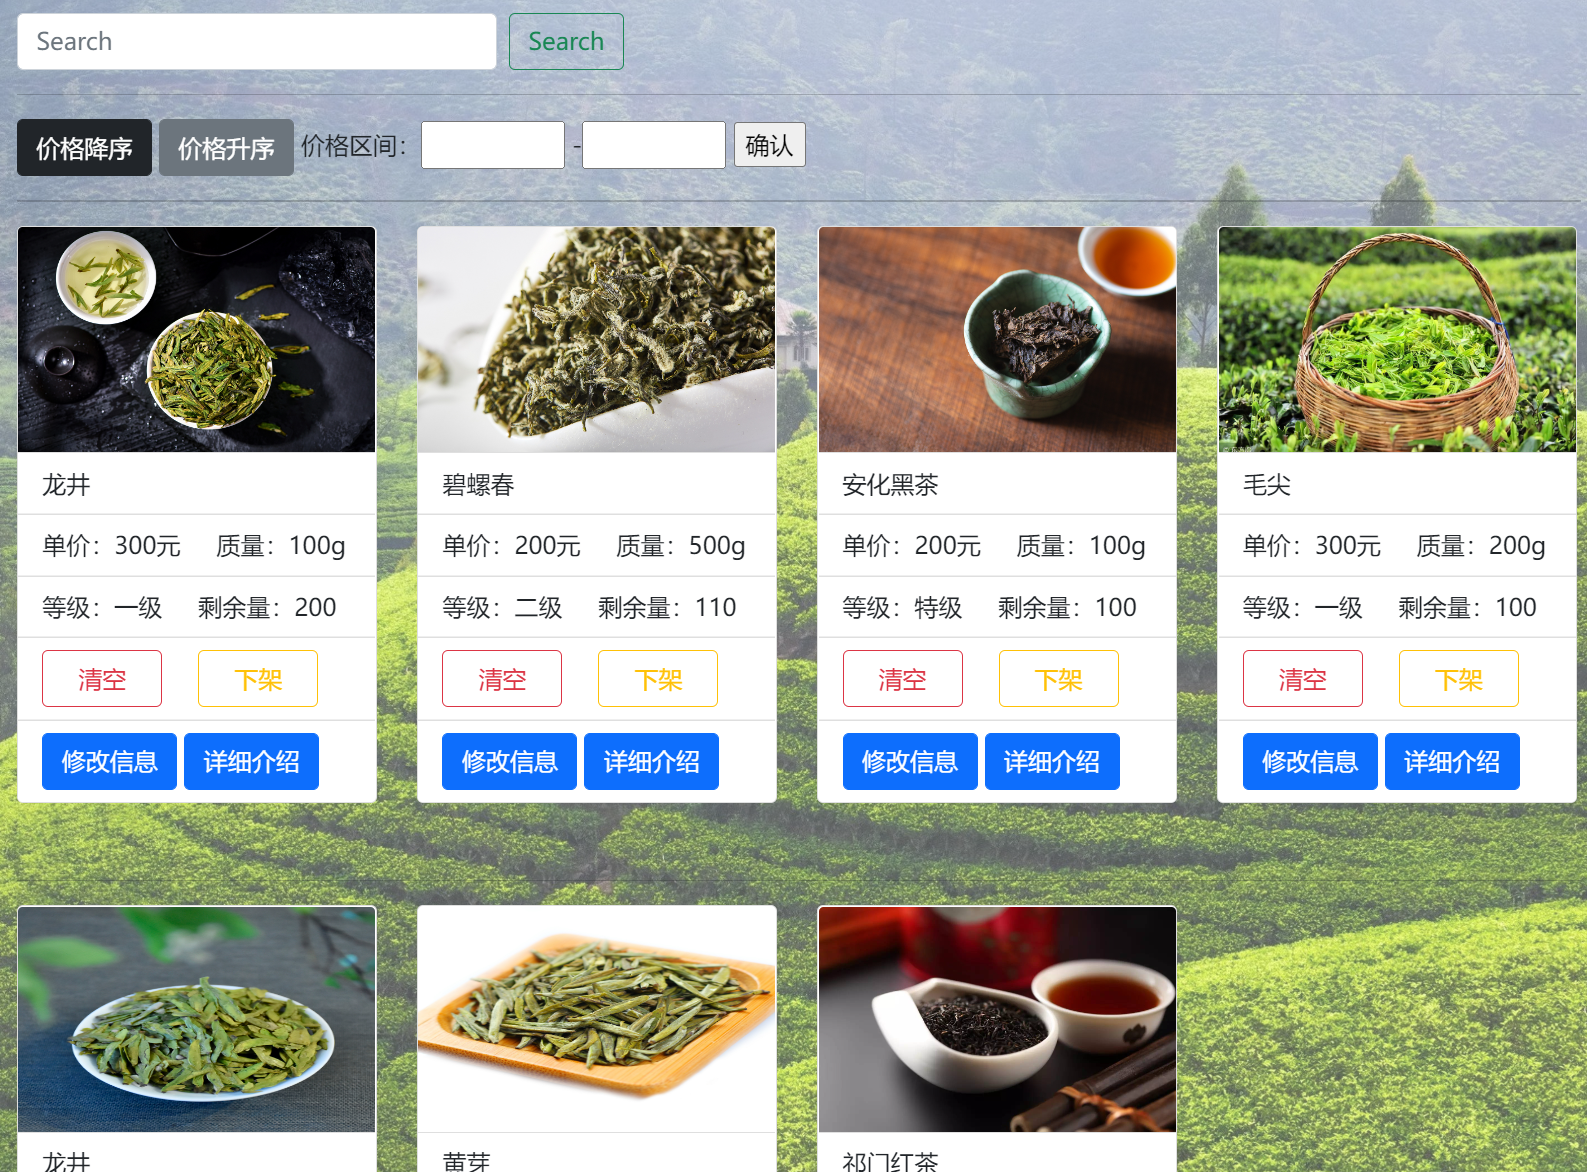 Search Search
价格降序 价格升序 价格区间： - 确认
龙井
单价：300元 质量：100g
等级：一级 剩余量：200
清空 下架
修改信息 详细介绍
碧螺春
单价：200元 质量：500g
等级：二级 剩余量：110
清空 下架
修改信息 详细介绍
安化黑茶
单价：200元 质量：100g
等级：特级 剩余量：100
清空 下架
修改信息 详细介绍
毛尖
单价：300元 质量：200g
等级：一级 剩余量：100
清空 下架
修改信息 详细介绍
龙井
黄芽
祁门红茶